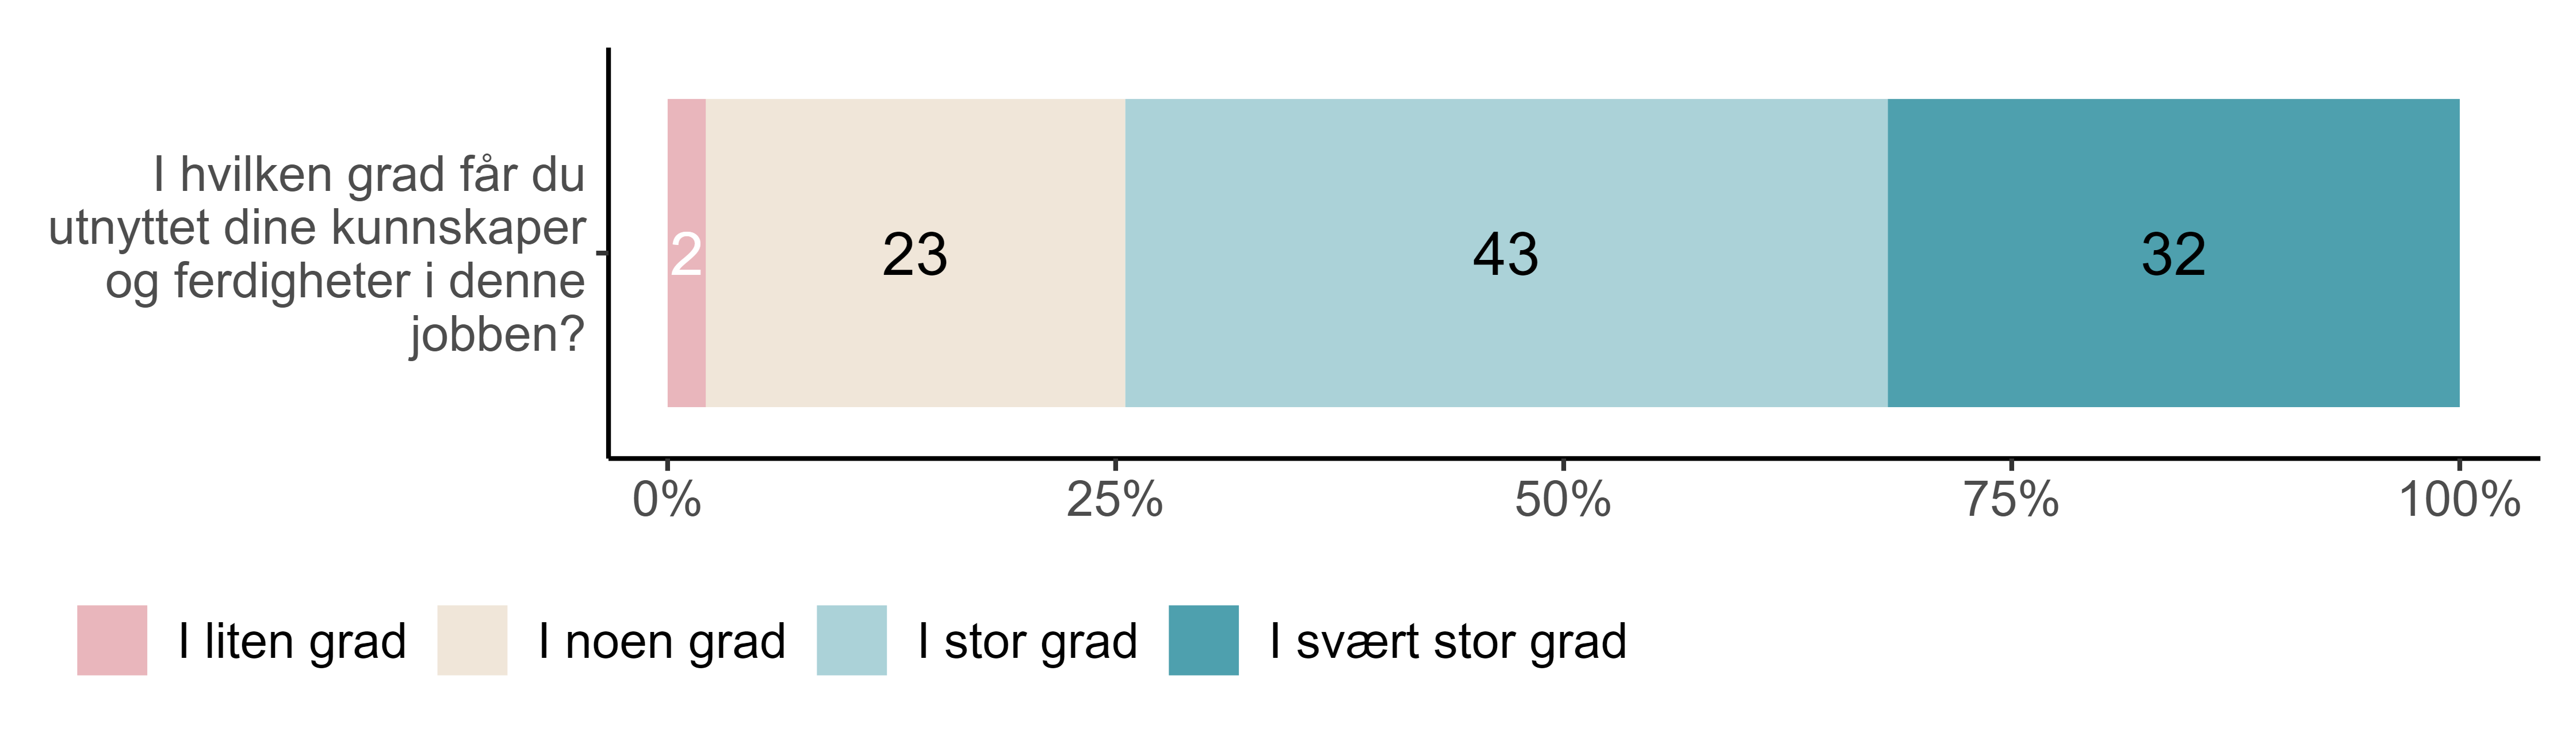 I hvilken grad får du
utnyttet dine kunnskaper
og ferdigheter i denne
jobben?
2 23 43 32
0% 25% 50% 75% 100%
I liten grad I noen grad I stor grad I svært stor grad